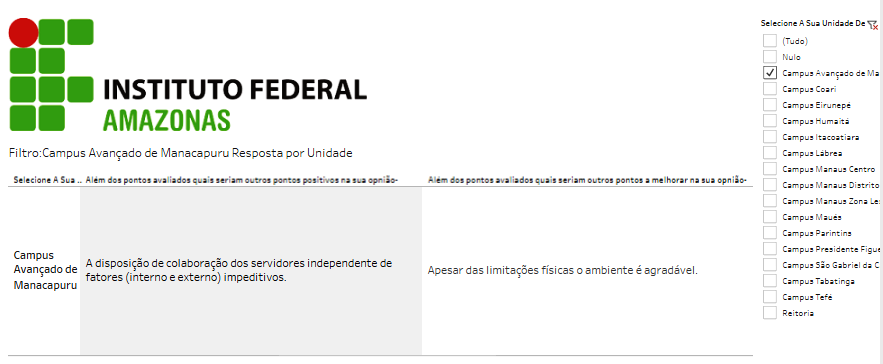 INSTITUTO FEDERAL
AMAZONAS
Filtro:Campus Avançado de Manacapuru Resposta por Unidade
Selecione A Sua .. Além dos pontos avaliados quais seriam outros pontos positivos na sua opnião- Além dos pontos avaliados quais seriam outros pontos a melhorar na sua opnião-
Campus
Avançado de
Manacapuru
A disposição de colaboração dos servidores independente de
fatores (interno e externo) impeditivos.
Apesar das limitações físicas o ambiente é agradável.
Selecione A Sua Unidade De
(Tudo)
Nulo
Campus Avançado de Ma
Campus Coari
Campus Eirunepé
Campus Humaitá
Campus Itacoatiara
Campus Lábrea
Campus Manaus Centro
Campus Manaus Distrito
Campus Manaus Zona Les
Campus Maués
Campus Parintins
Campus Presidente Figue
Campus São Gabriel da C
Campus Tabatinga
Campus Tefé
Reitoria